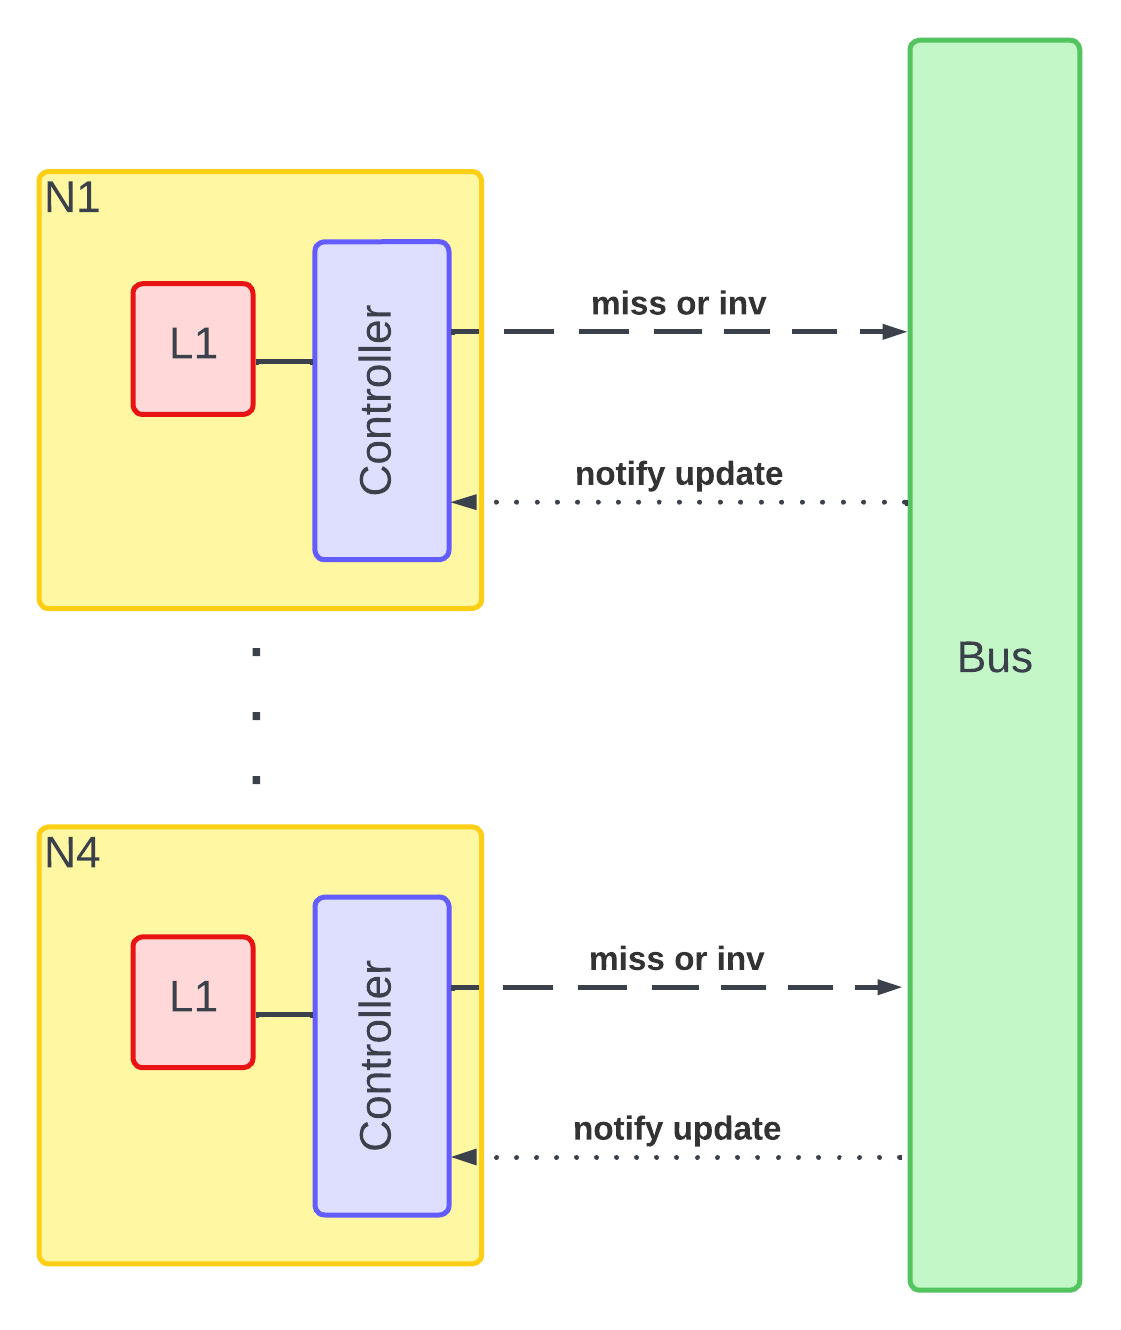 N1
L1
Controller
miss or inv
notify update
Bus
N4
L1
Controller
miss or inv
notify update